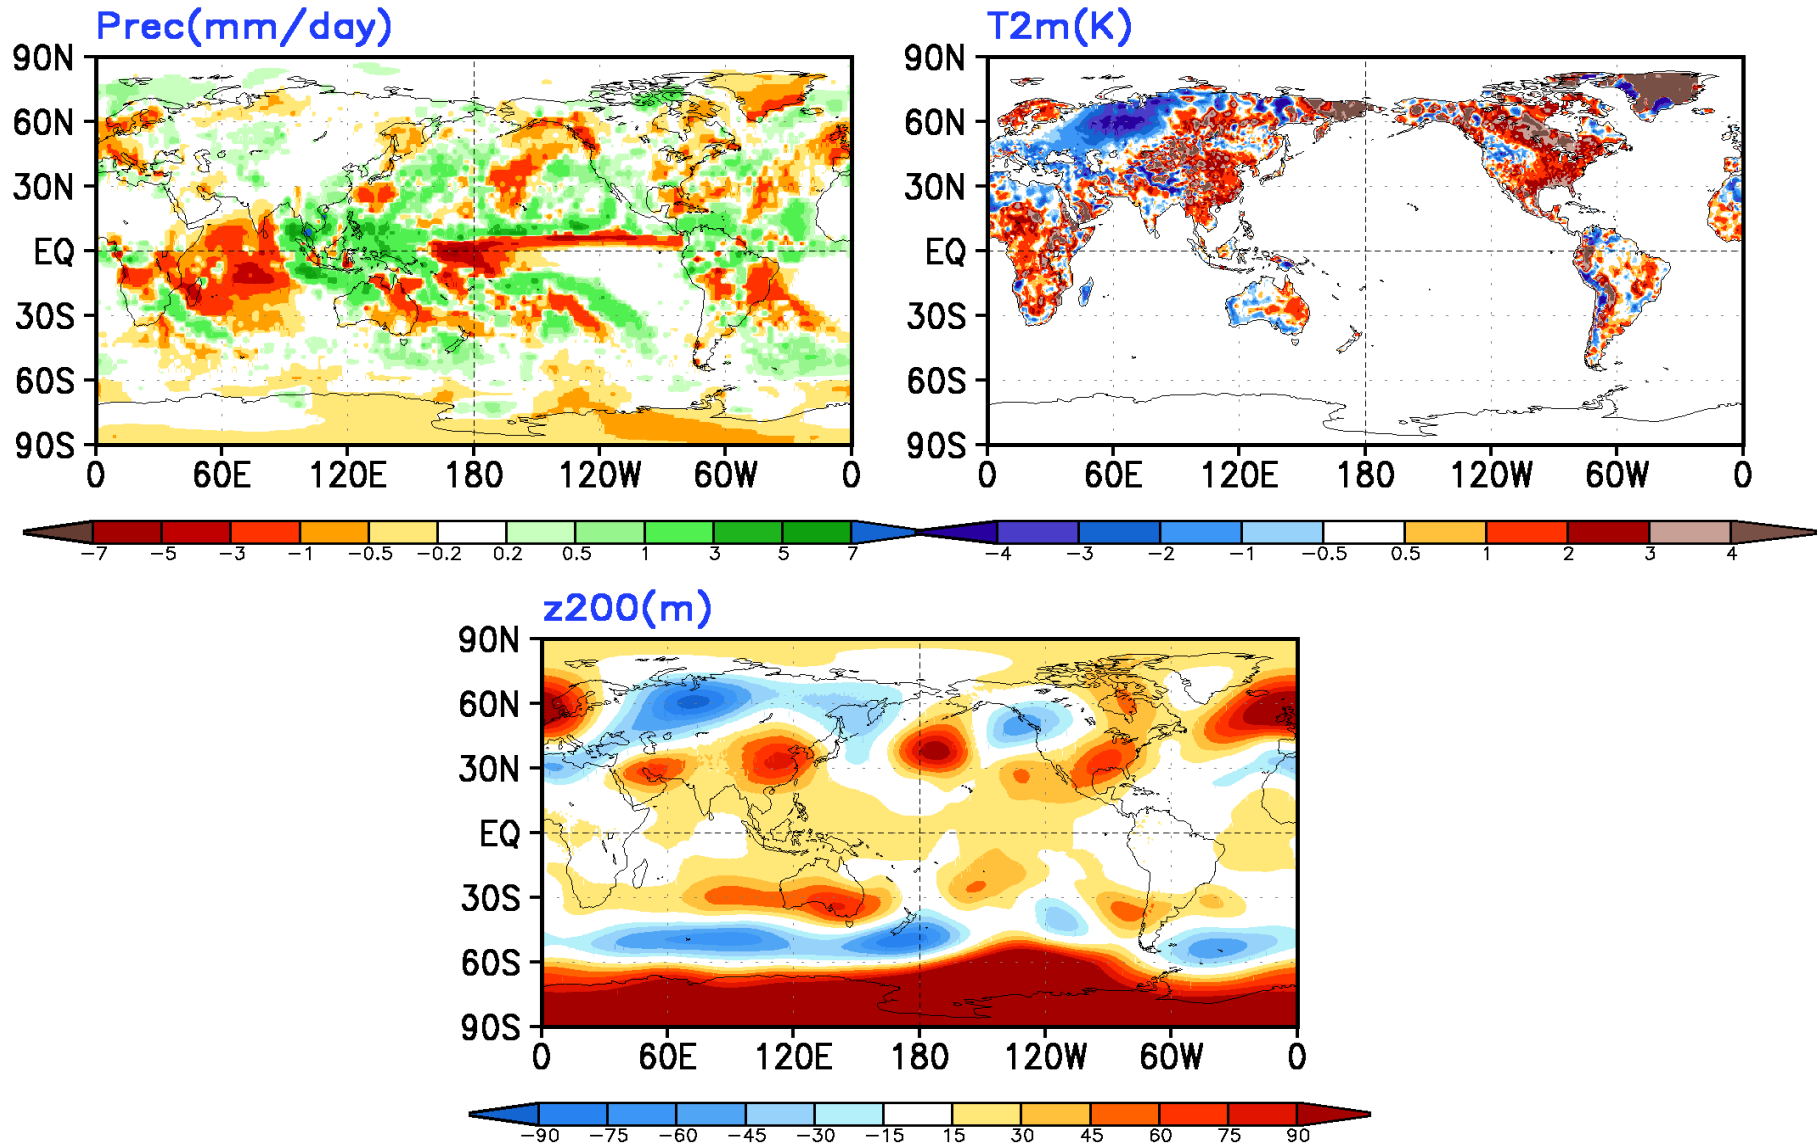 Prec(mm/day)
90N
60N
30N
EQ
30S
60S
90S
0 60E 120E 180 120W 60W 0
-7 -5 -3 -1 -0.5 -0.2 0.2 0.5 1 3 5 7
T2m(K)
90N
60N
30N
EQ
30S
60S
90S
0 60E 120E 180 120W 60W 0
-4 -3 -2 -1 -0.5 0.5 1 2 3 4
z200(m)
90N
60N
30N
EQ
30S
60S
90S
0 60E 120E 180 120W 60W 0
-90 -75 -60 -45 -30 -15 15 30 45 60 75 90